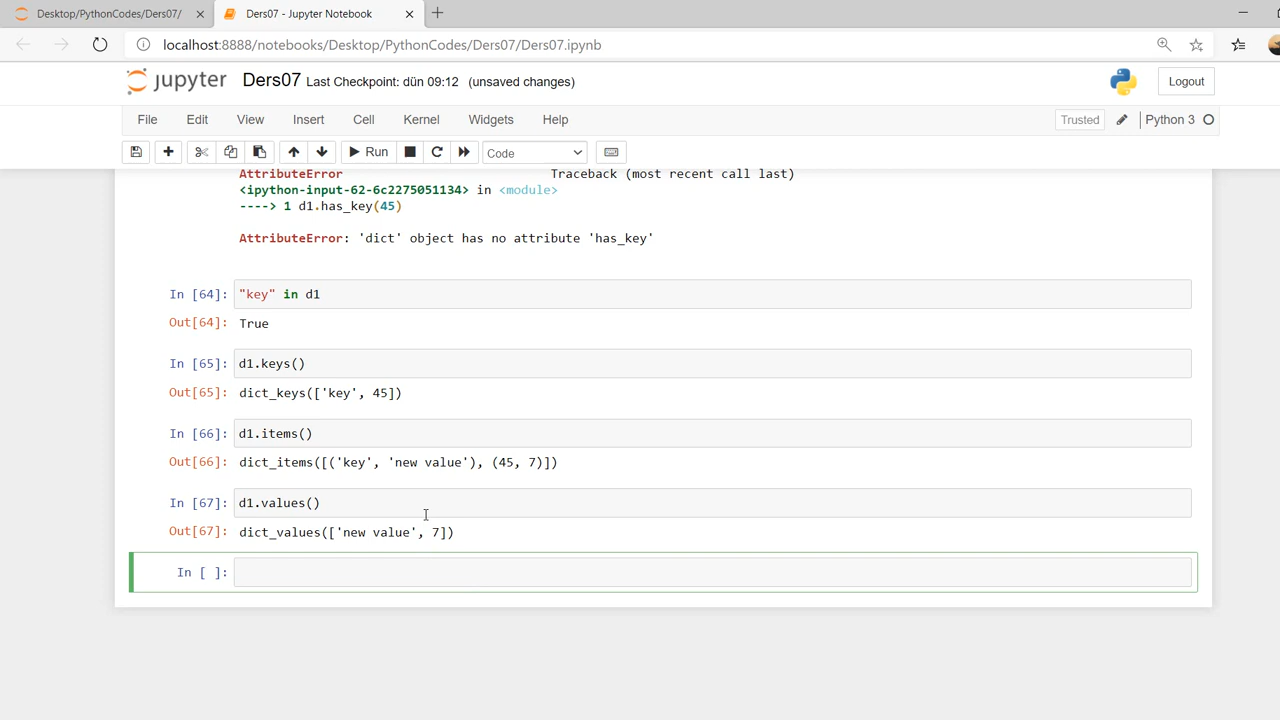 Desktop/PythonCodes/Ders07/
Ders07 - Jupyter Notebook
localhost:8888/notebooks/Desktop/PythonCodes/Ders07/Ders07.ipynb
jupyter Ders07 Last Checkpoint: dün 09:12 (unsaved changes)
Logout
File Edit View Insert Cell Kernel Widgets Help
Trusted
Python 3
Run
Code
AttributeError Traceback (most recent call last)
<ipython-input-62-6c2275051134> in <module>
----> 1 d1.has_key(45)
AttributeError: 'dict' object has no attribute 'has_key'
In [64]: "key" in d1
Out[64]: True
In [65]: d1.keys()
Out[65]: dict_keys(['key', 45])
In [66]: d1.items()
Out[66]: dict_items([('key', 'new value'), (45, 7)])
In [67]: d1.values()
Out[67]: dict_values(['new value', 7])
In [ ]: